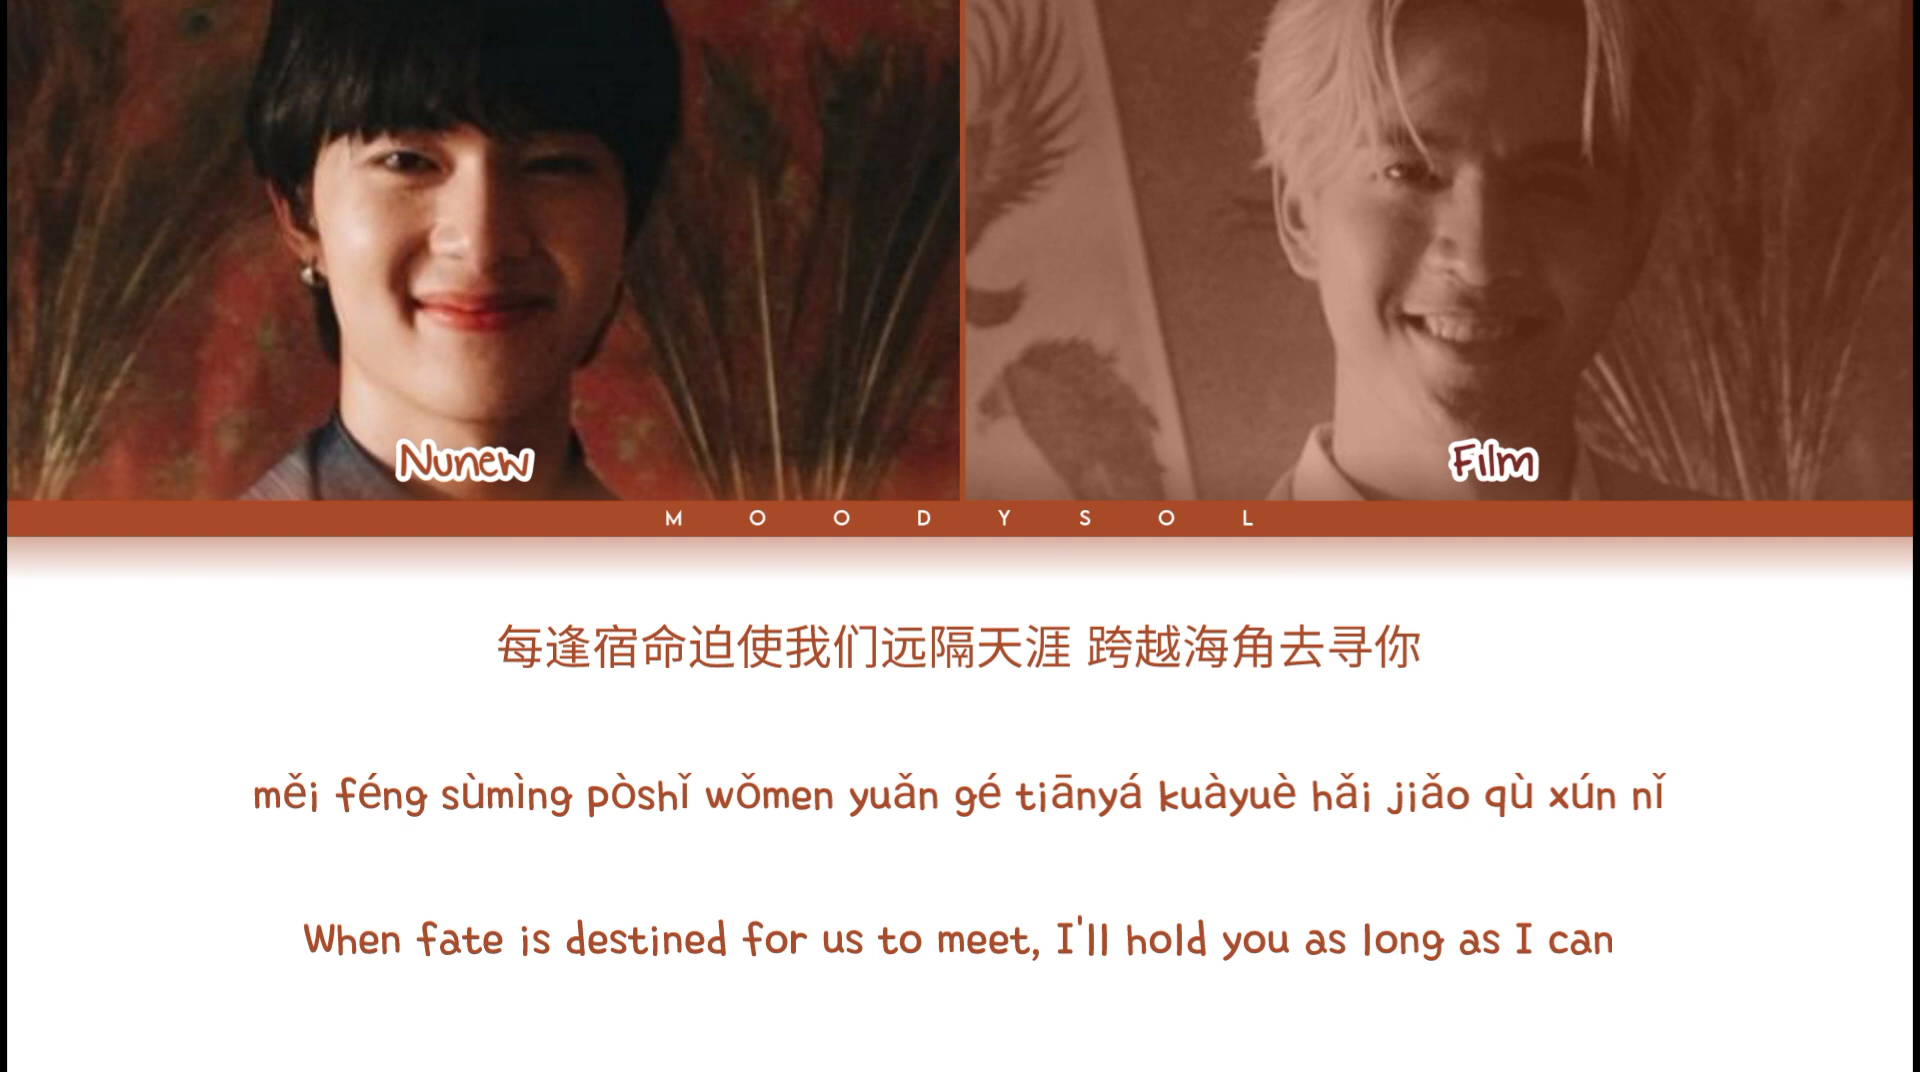 Nunew
Film
MOODYSOL
每逢宿命迫使我们远隔天涯 跨越海角去寻你
měi féng sùmìng pòshǐ wǒmen yuǎn gé tiānyá kuàyuè hǎi jiǎo qù xún nǐ
When fate is destined for us to meet, I'll hold you as long as I can